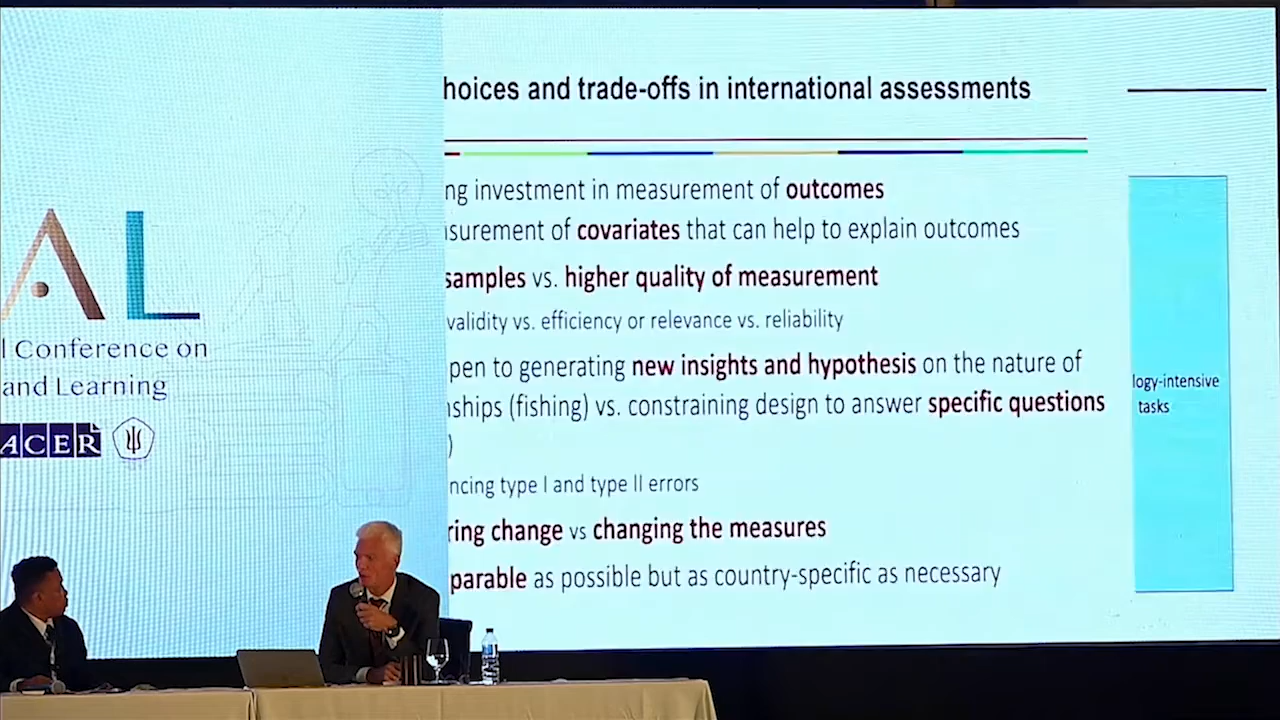 AL
l Conference on
and Learning
ACER
hoices and trade-offs in international assessments
ng investment in measurement of outcomes
surement of covariates that can help to explain outcomes
samples vs. higher quality of measurement
validity vs. efficiency or relevance vs. reliability
pen to generating new insights and hypothesis on the nature of
nships (fishing) vs. constraining design to answer specific questions
)
ncing type I and type II errors
ring change vs changing the measures
parable as possible but as country-specific as necessary
logy-intensive
tasks